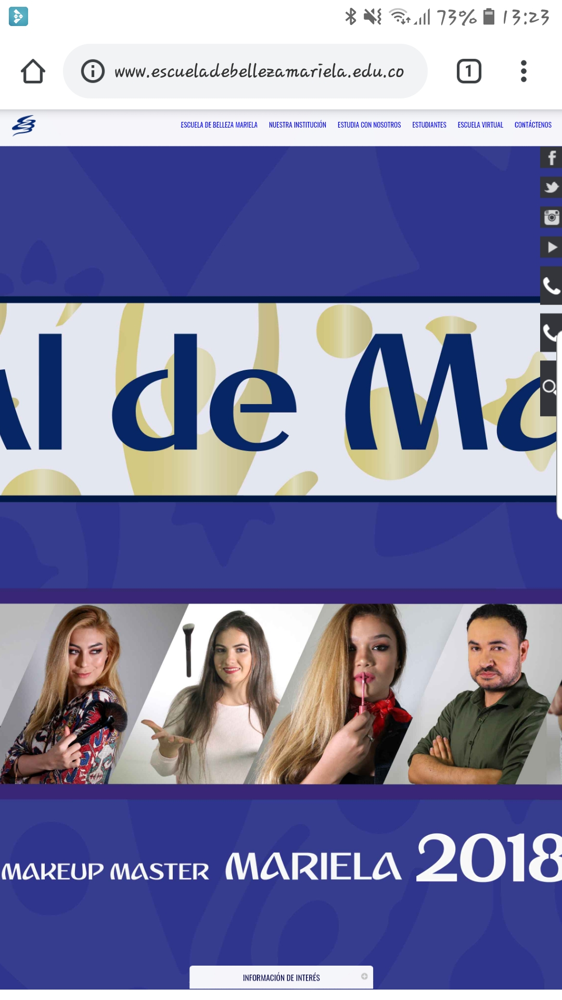 73% 13:23
www.escueladebellezamariela.edu.co
1
ESCUELA DE BELLEZA MARIELA NUESTRA INSTITUCIÓN ESTUDIA CON NOSOTROS ESTUDIANTES ESCUELA VIRTUAL CONTÁCTENOS
Al de Ma
MAKEUP MASTER MARIELA 2018
INFORMACIÓN DE INTERÉS